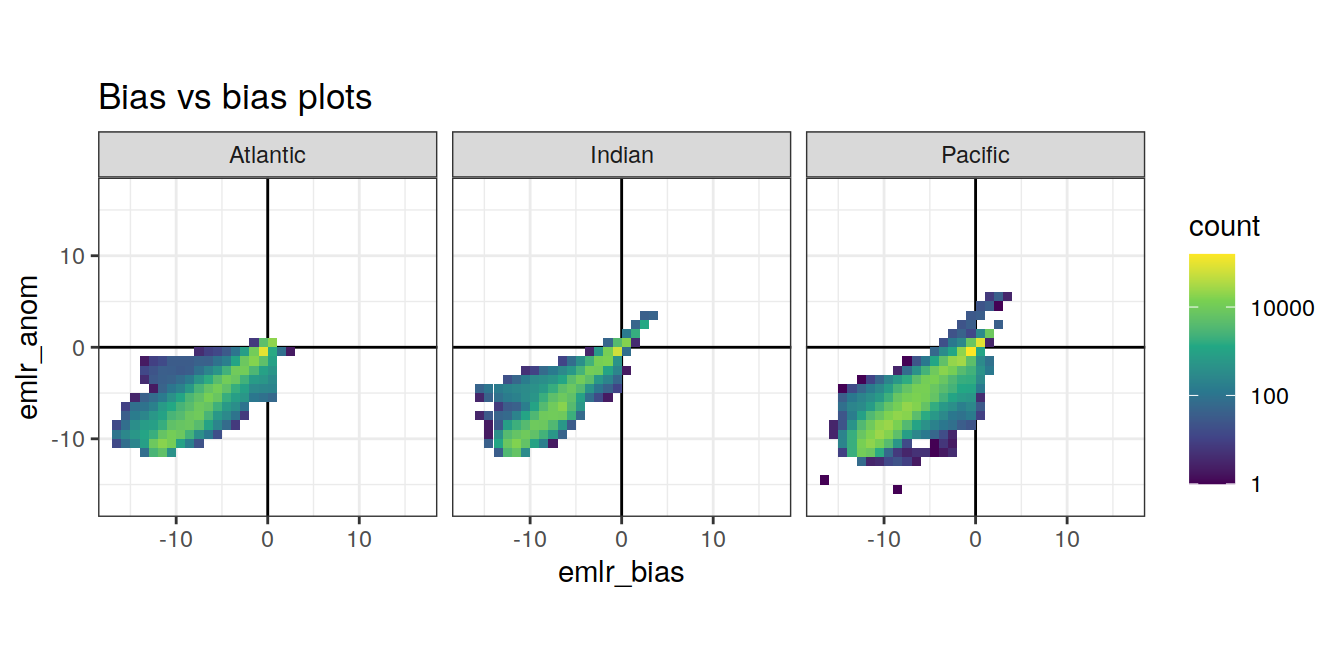 Bias vs bias plots
Atlantic
Indian
Pacific
emlr_anom
10
0
-10
-10 0 10
-10 0 10
-10 0 10
emlr_bias
count
10000
100
1